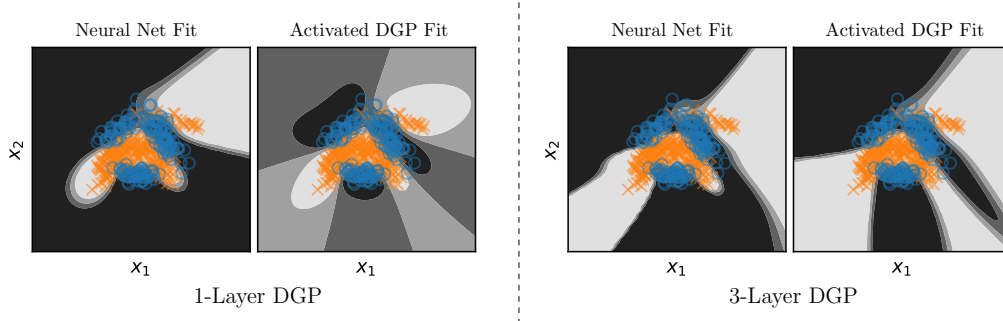 Neural Net Fit
Activated DGP Fit
x2
x1
x1
1-Layer DGP
Neural Net Fit
Activated DGP Fit
x2
x1
x1
3-Layer DGP